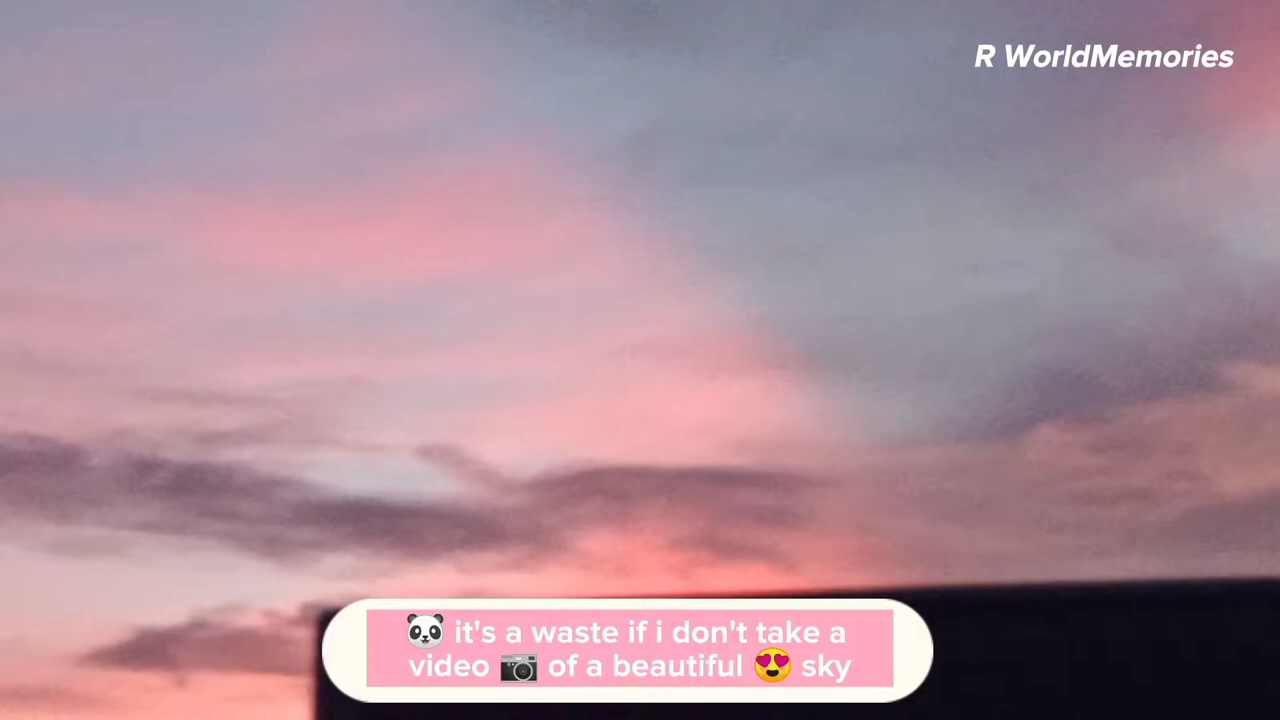 R WorldMemories
🐼 it's a waste if i don't take a
video 📷 of a beautiful 😍 sky